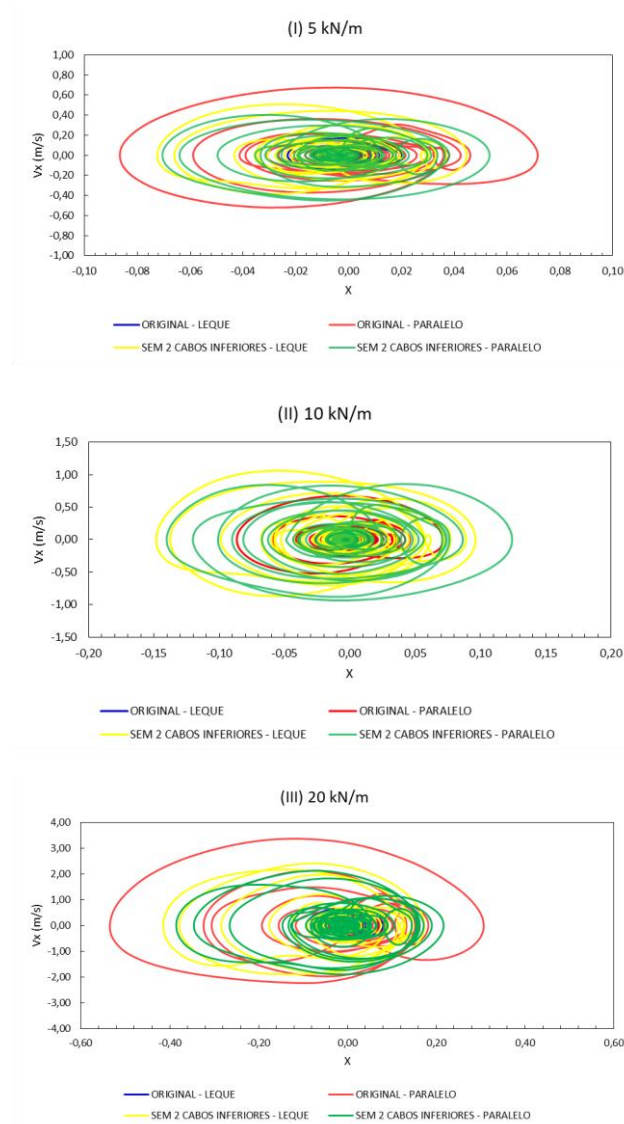 (I) 5 kN/m
1,00
0,80
0,60
0,40
0,20
0,00
-0,20
-0,40
-0,60
-0,80
-1,00
Vx (m/s)
-0,10 -0,08 -0,06 -0,04 -0,02 0,00 0,02 0,04 0,06 0,08 0,10
X
ORIGINAL - LEQUE ORIGINAL - PARALELO
SEM 2 CABOS INFERIORES - LEQUE SEM 2 CABOS INFERIORES - PARALELO
(II) 10 kN/m
1,50
1,00
0,50
0,00
-0,50
-1,00
-1,50
Vx (m/s)
-0,20 -0,15 -0,10 -0,05 0,00 0,05 0,10 0,15 0,20
X
ORIGINAL - LEQUE ORIGINAL - PARALELO
SEM 2 CABOS INFERIORES - LEQUE SEM 2 CABOS INFERIORES - PARALELO
(III) 20 kN/m
4,00
3,00
2,00
1,00
0,00
-1,00
-2,00
-3,00
-4,00
Vx (m/s)
-0,60 -0,40 -0,20 0,00 0,20 0,40 0,60
X
ORIGINAL - LEQUE ORIGINAL - PARALELO
SEM 2 CABOS INFERIORES - LEQUE SEM 2 CABOS INFERIORES - PARALELO